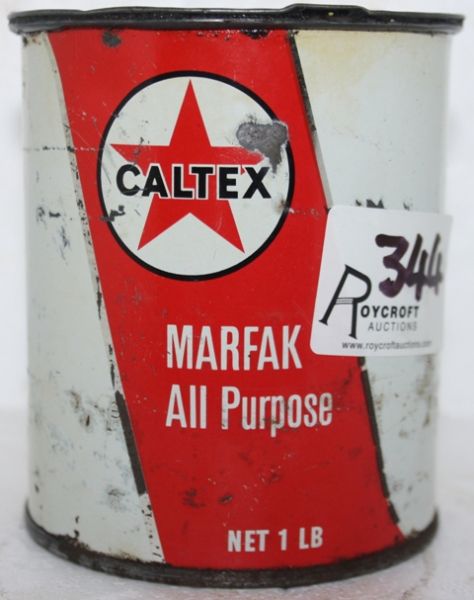 CALTEX
344
ROYCROFT
AUCTIONS
www.roycroftauctions.com
MARFAK
All Purpose
NET 1 LB